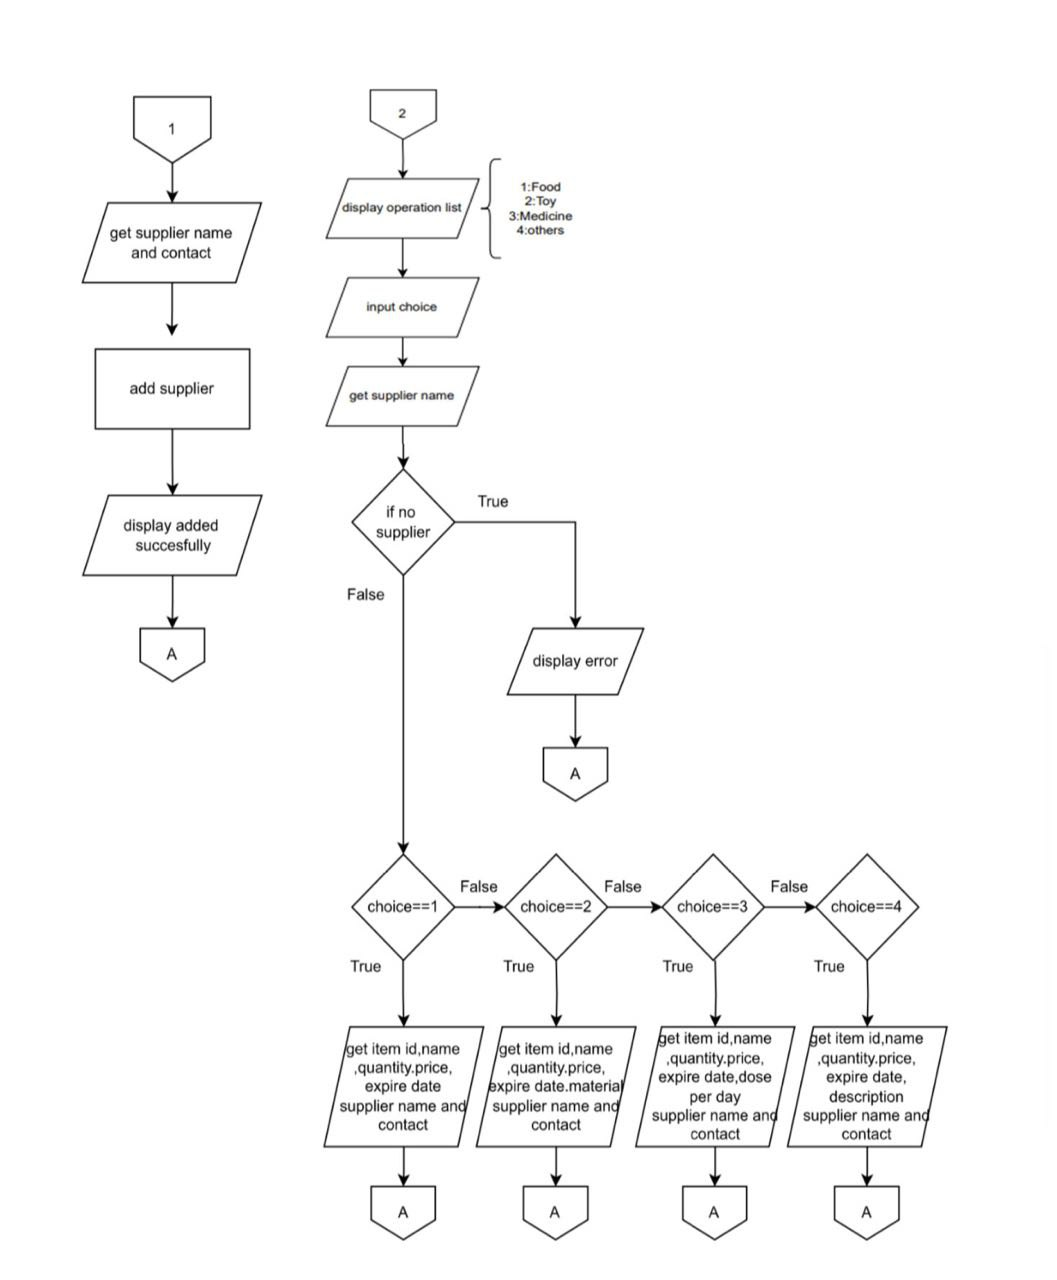 1
get supplier name
and contact
add supplier
display added
succesfully
A
2
display operation list
1:Food
2:Toy
3:Medicine
4:others
input choice
get supplier name
if no
supplier
True
False
display error
A
choice==1
False
choice==2
False
choice==3
False
choice==4
True
True
True
True
get item id,name
,quantity.price,
expire date
supplier name and
contact
get item id,name
,quantity.price,
expire date.material
supplier name and
contact
get item id,name
,quantity.price,
expire date,dose
per day
supplier name and
contact
get item id,name
,quantity.price,
expire date,
description
supplier name and
contact
A
A
A
A